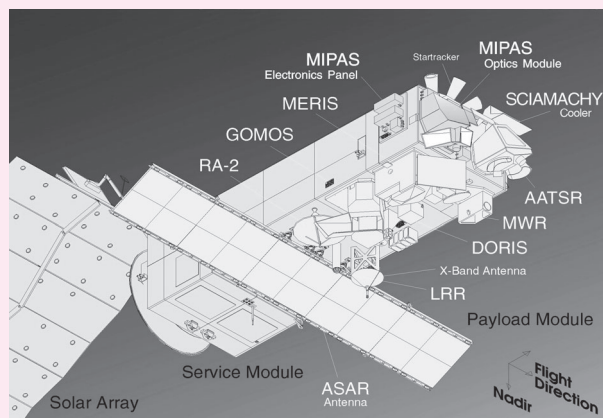 Startracker
MIPAS
Optics Module
MIPAS
Electronics Panel
SCIAMACHY
Cooler
MERIS
GOMOS
RA-2
AATSR
MWR
DORIS
X-Band Antenna
LRR
Payload Module
Service Module
ASAR
Antenna
Solar Array
Flight
Direction
Nadir